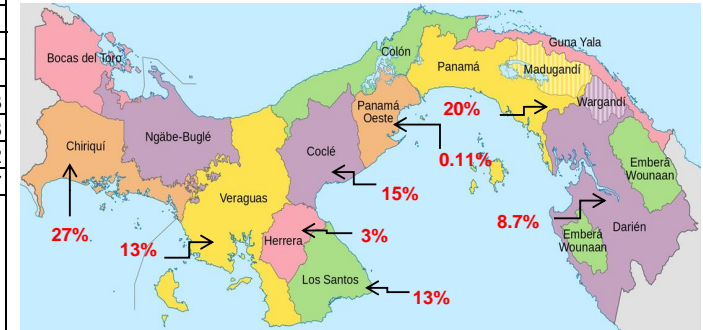 Guna Yala
Colón
Bocas del Toro
Panamá
Madugandí
Wargandí
Panamá
Oeste
20%
Ngäbe-Buglé
Chiriquí
Coclé
0.11%
Emberá
Wounaan
15%
Veraguas
8.7%
Darién
27%
13%
Herrera
3%
Emberá
Wounaan
Los Santos
13%